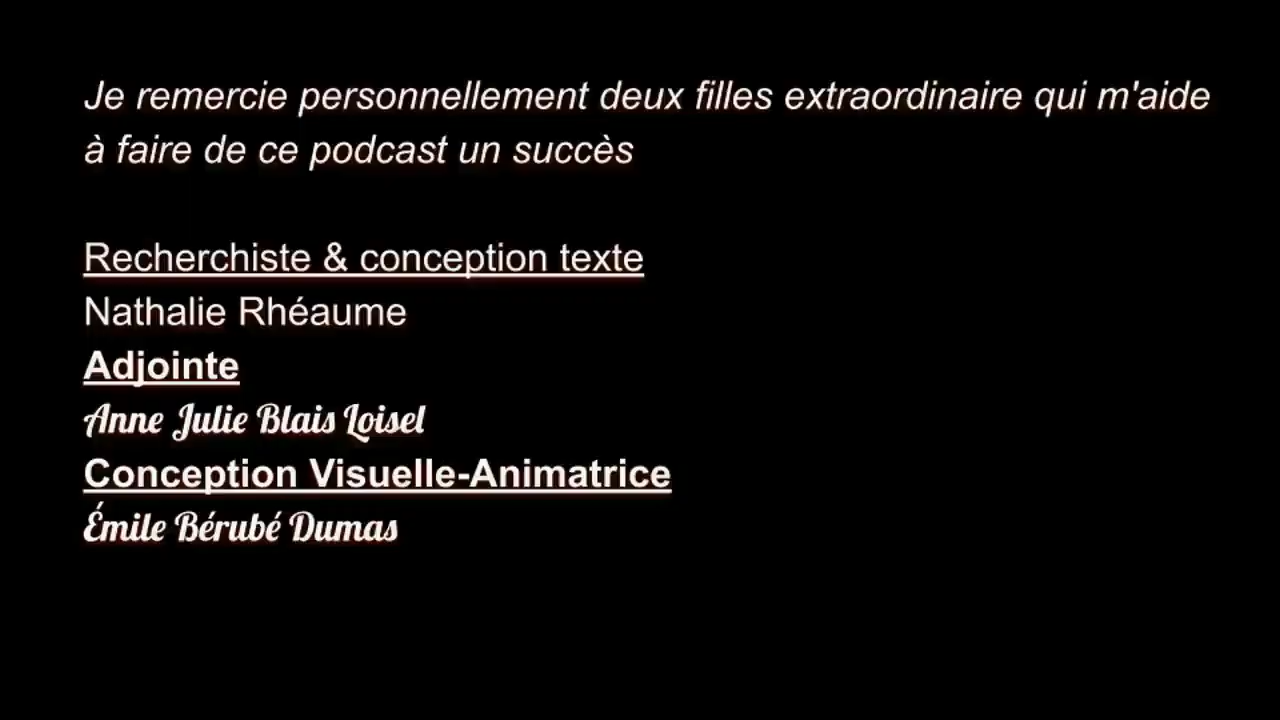 Je remercie personnellement deux filles extraordinaire qui m'aide
à faire de ce podcast un succès
Recherchiste & conception texte
Nathalie Rhéaume
Adjointe
Anne Julie Blais Loisel
Conception Visuelle-Animatrice
Émile Bérubé Dumas